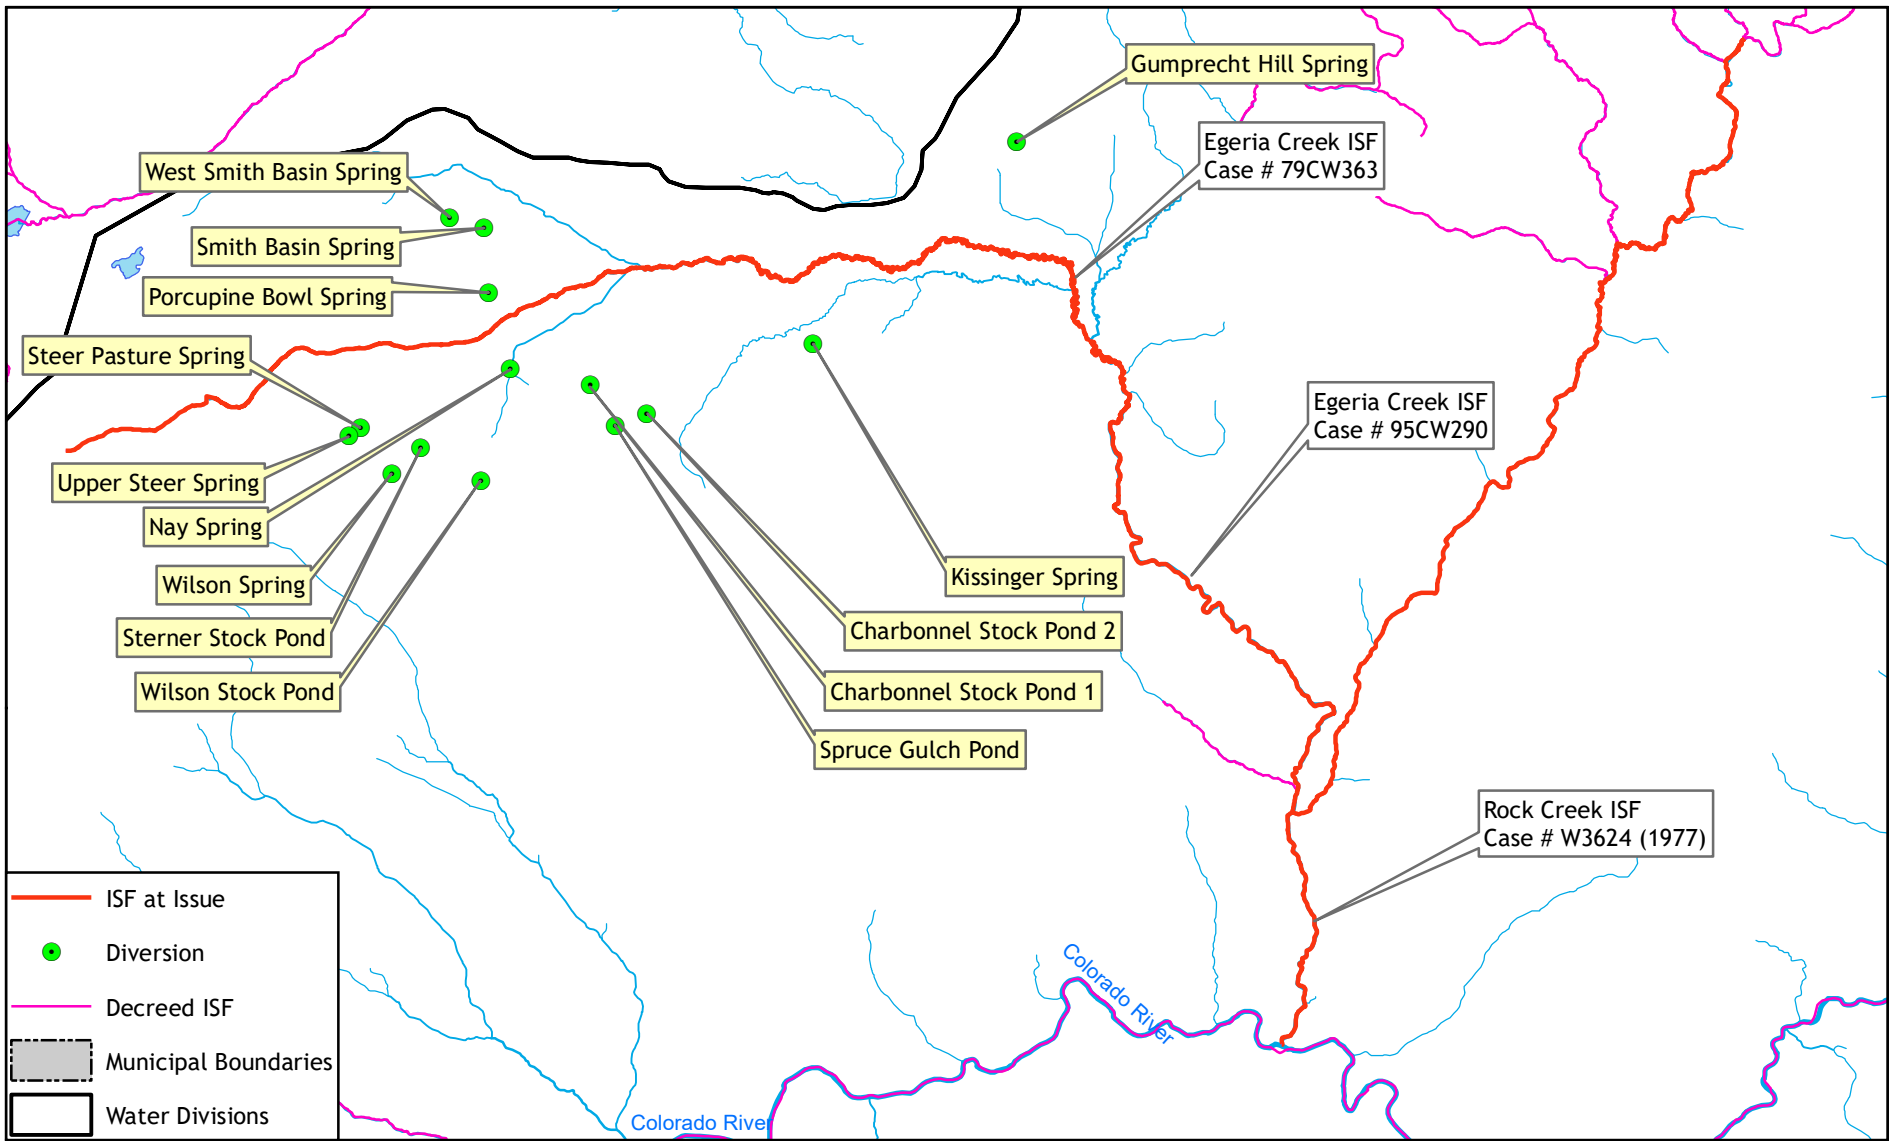 Gumprecht Hill Spring
Egeria Creek ISF
Case # 79CW363
West Smith Basin Spring
Smith Basin Spring
Porcupine Bowl Spring
Steer Pasture Spring
Egeria Creek ISF
Case # 95CW290
Upper Steer Spring
Nay Spring
Wilson Spring
Kissinger Spring
Sterner Stock Pond
Charbonnel Stock Pond 2
Wilson Stock Pond
Charbonnel Stock Pond 1
Spruce Gulch Pond
Rock Creek ISF
Case # W3624 (1977)
ISF at Issue
Diversion
Decreed ISF
Municipal Boundaries
Water Divisions
Colorado River
Colorado River